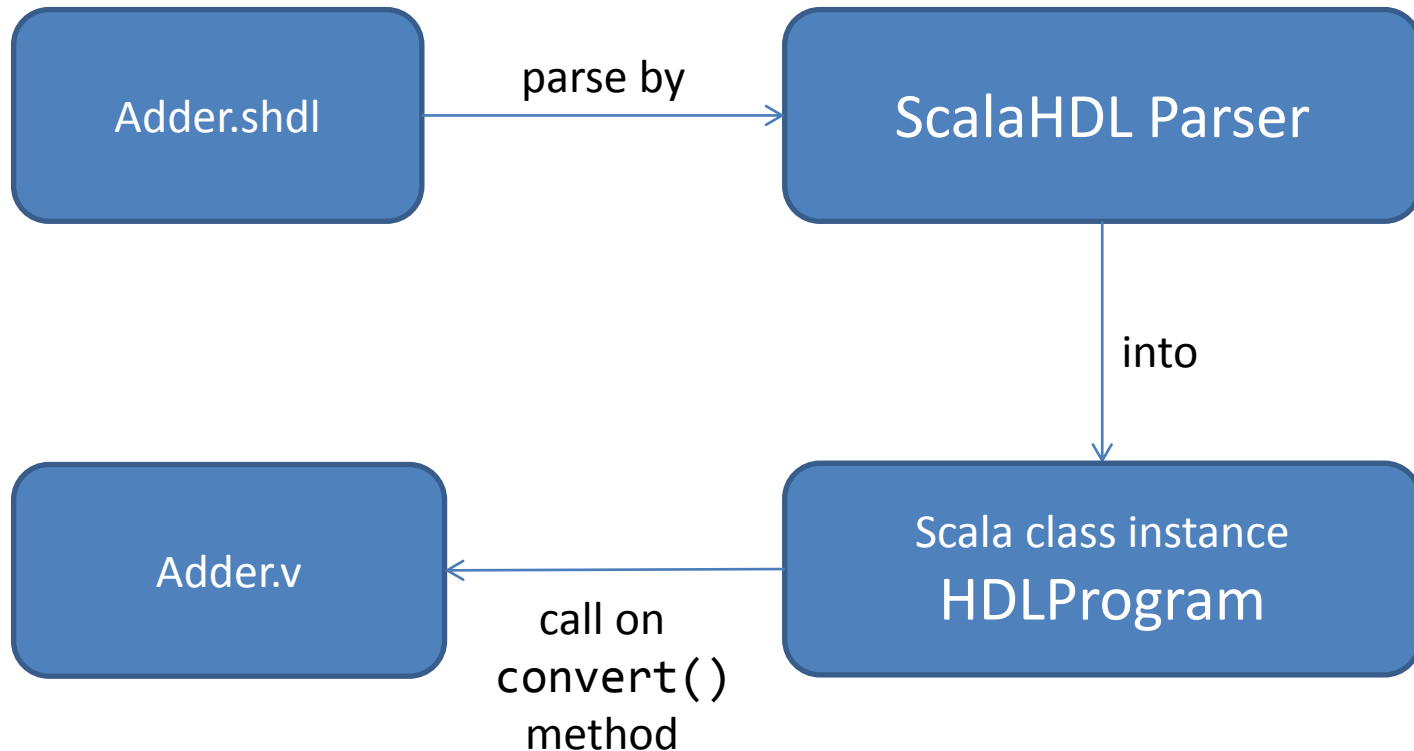 Adder.shdl
parse by
ScalaHDL Parser
into
Scala class instance
HDLProgram
call on
convert()
method
Adder.v